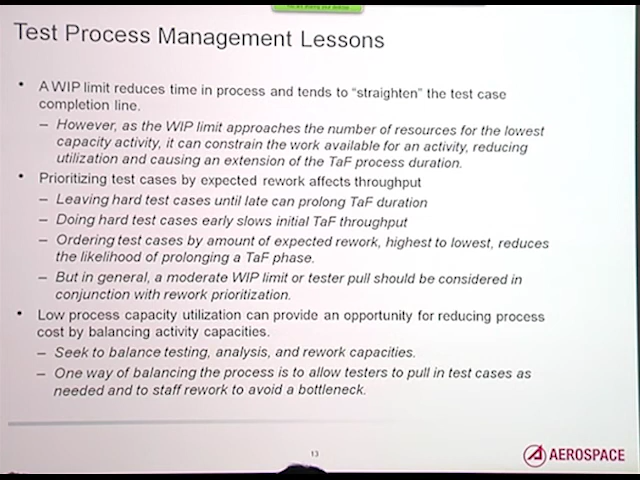 Test Process Management Lessons
• A WIP limit reduces time in process and tends to “straighten” the test case
completion line.
– However, as the WIP limit approaches the number of resources for the lowest
capacity activity, it can constrain the work available for an activity, reducing
utilization and causing an extension of the TaF process duration.
• Prioritizing test cases by expected rework affects throughput
– Leaving hard test cases until late can prolong TaF duration
– Doing hard test cases early slows initial TaF throughput
– Ordering test cases by amount of expected rework, highest to lowest, reduces
the likelihood of prolonging a TaF phase.
– But in general, a moderate WIP limit or tester pull should be considered in
conjunction with rework prioritization.
• Low process capacity utilization can provide an opportunity for reducing process
cost by balancing activity capacities.
– Seek to balance testing, analysis, and rework capacities.
– One way of balancing the process is to allow testers to pull in test cases as
needed and to staff rework to avoid a bottleneck.
13
AEROSPACE